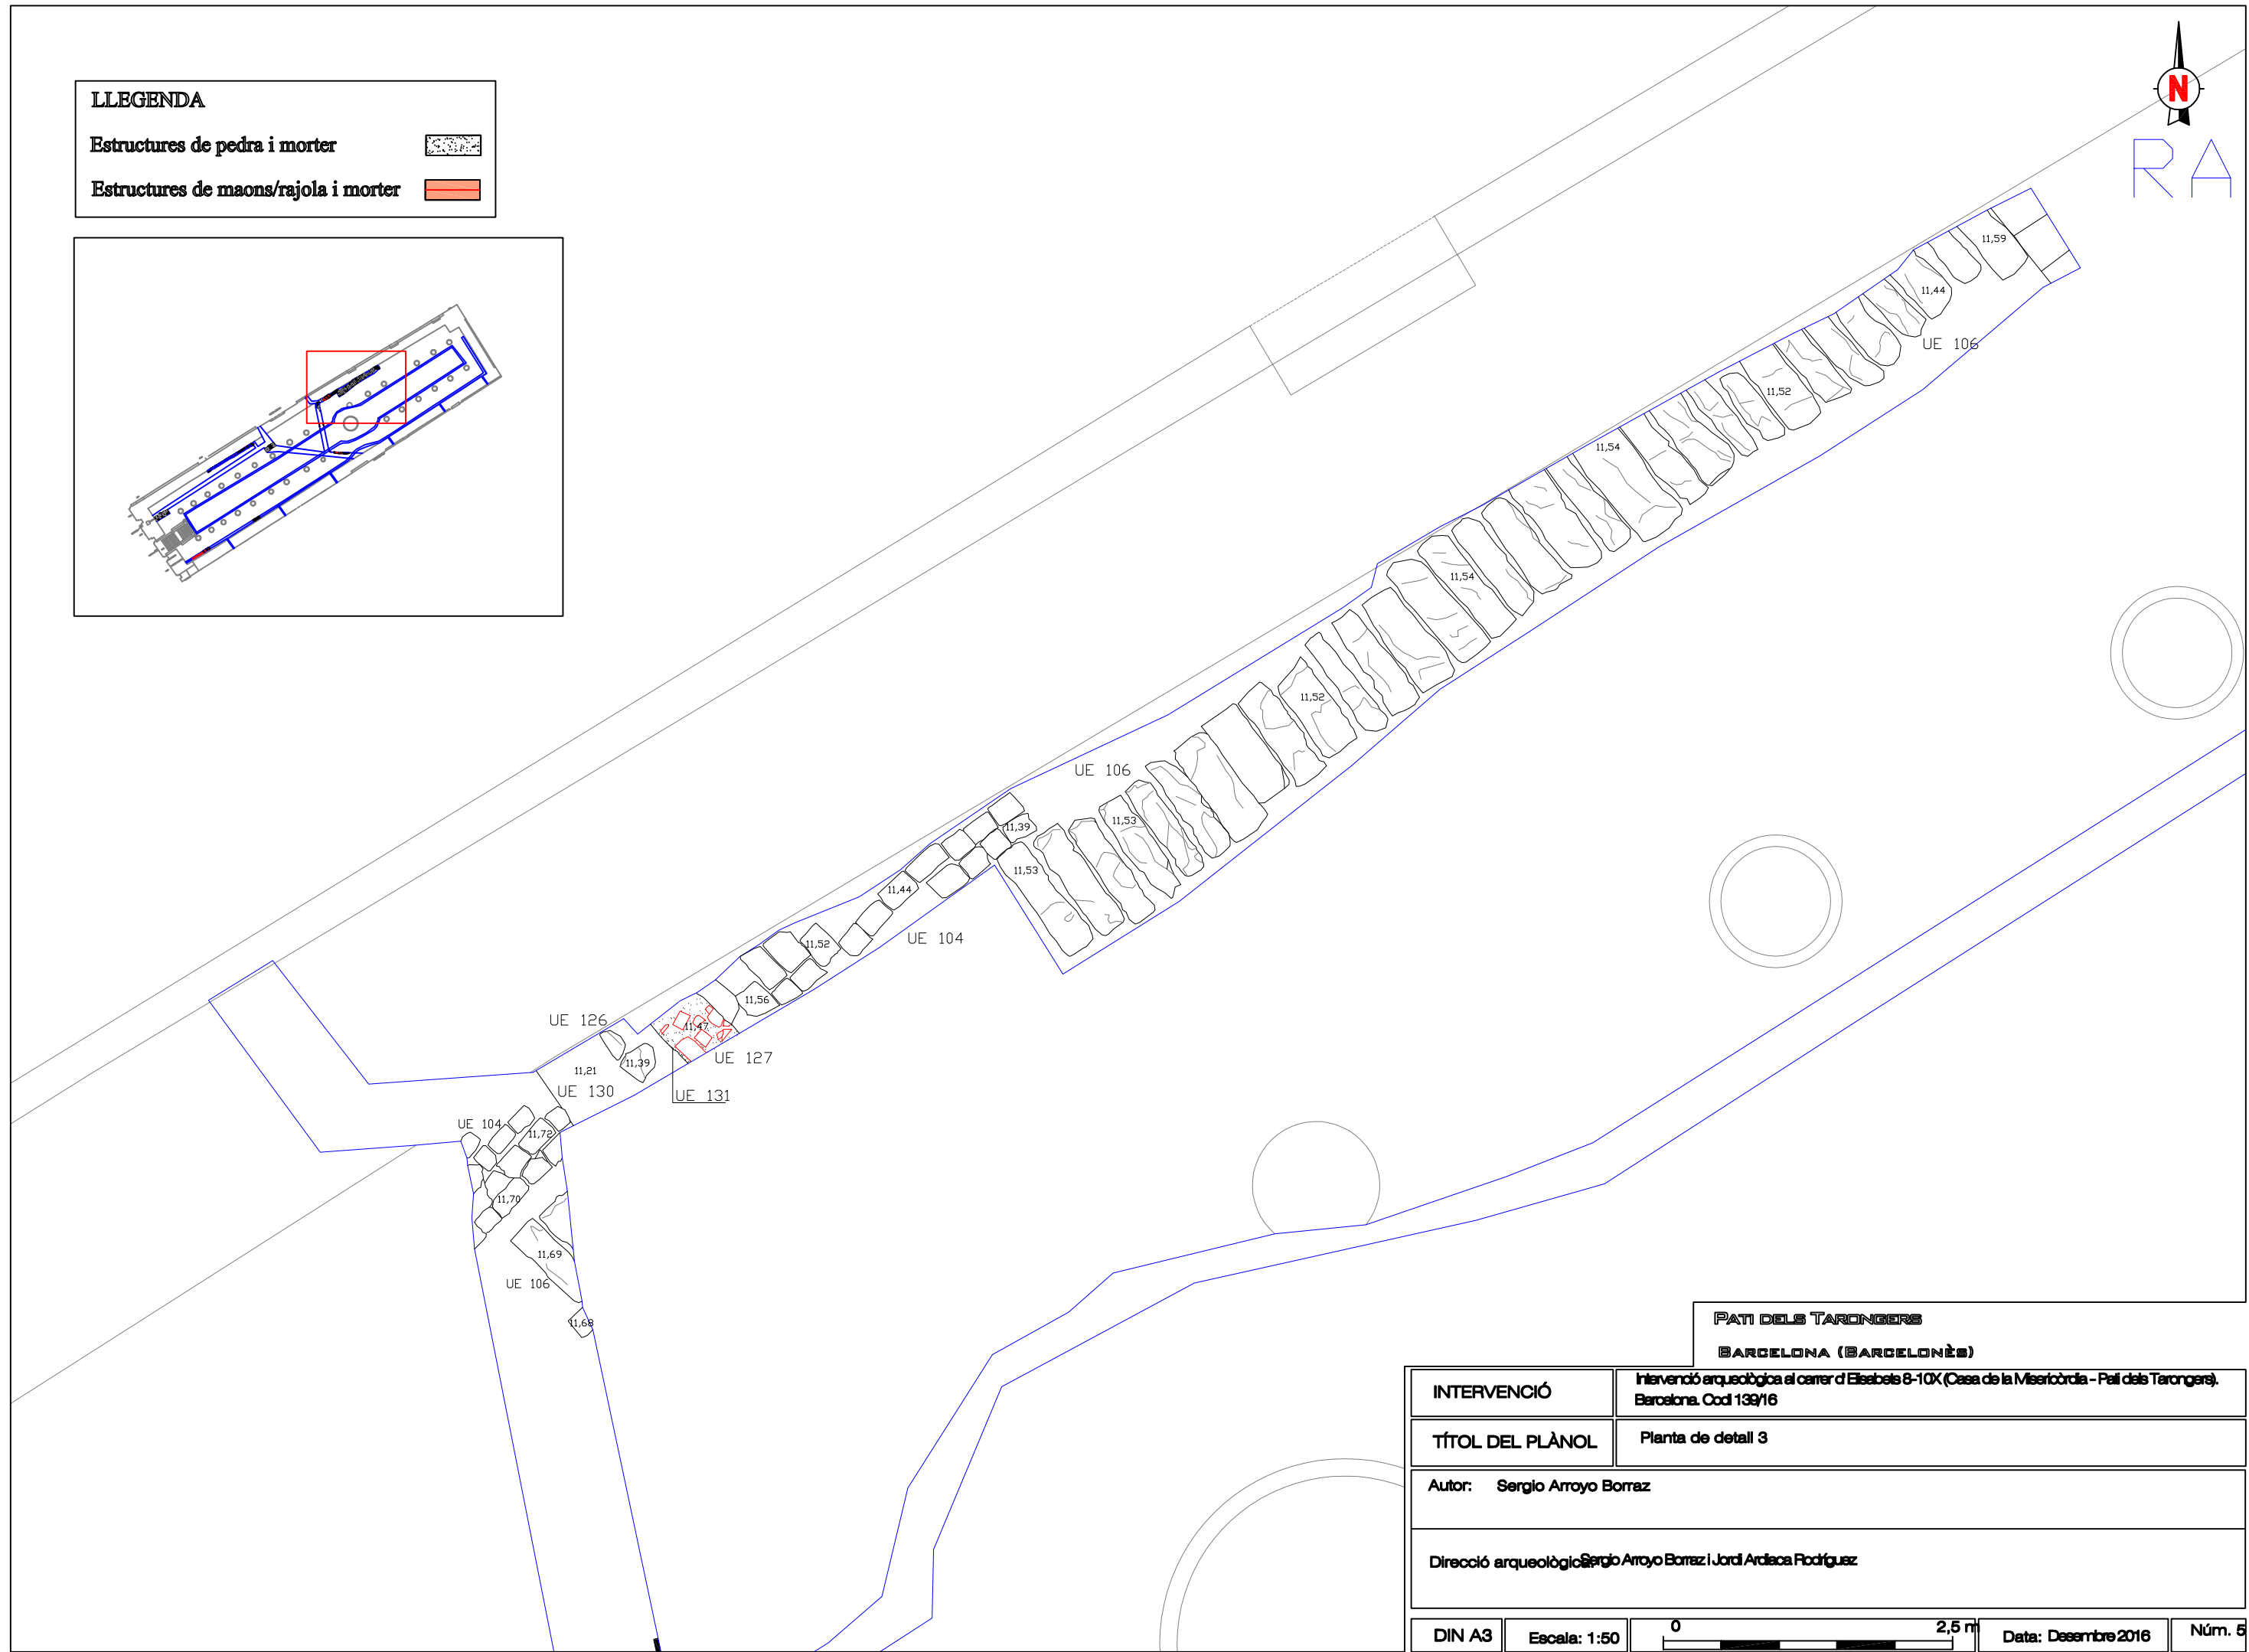 LLEGENDA
Estructures de pedra i morter
Estructures de maons/rajola i morter
N
RA
11,59
11,44
UE 106
11,52
11,54
11,54
11,52
UE 106
11,53
11,39
11,53
11,44
UE 104
11,52
11,56
UE 126
11,47
UE 127
11,39
11,21
UE 130
UE 131
UE 104
11,72
11,70
11,69
UE 106
11,68
PATI DELS TARONGERS
BARCELONA (BARCELONÈS)
INTERVENCIÓ
Intervenció arqueològica al carrer d'Elisabets 8-10X (Casa de la Misericòrdia - Pati dels Tarongers).
Barcelona. Codi 139/16
TÍTOL DEL PLÀNOL
Planta de detall 3
Autor: Sergio Arroyo Borraz
Direcció arqueològica: Sergio Arroyo Borraz i Jordi Ardiaca Rodríguez
DIN A3
Escala: 1:50
0 2,5 m
Data: Desembre 2016
Núm. 5